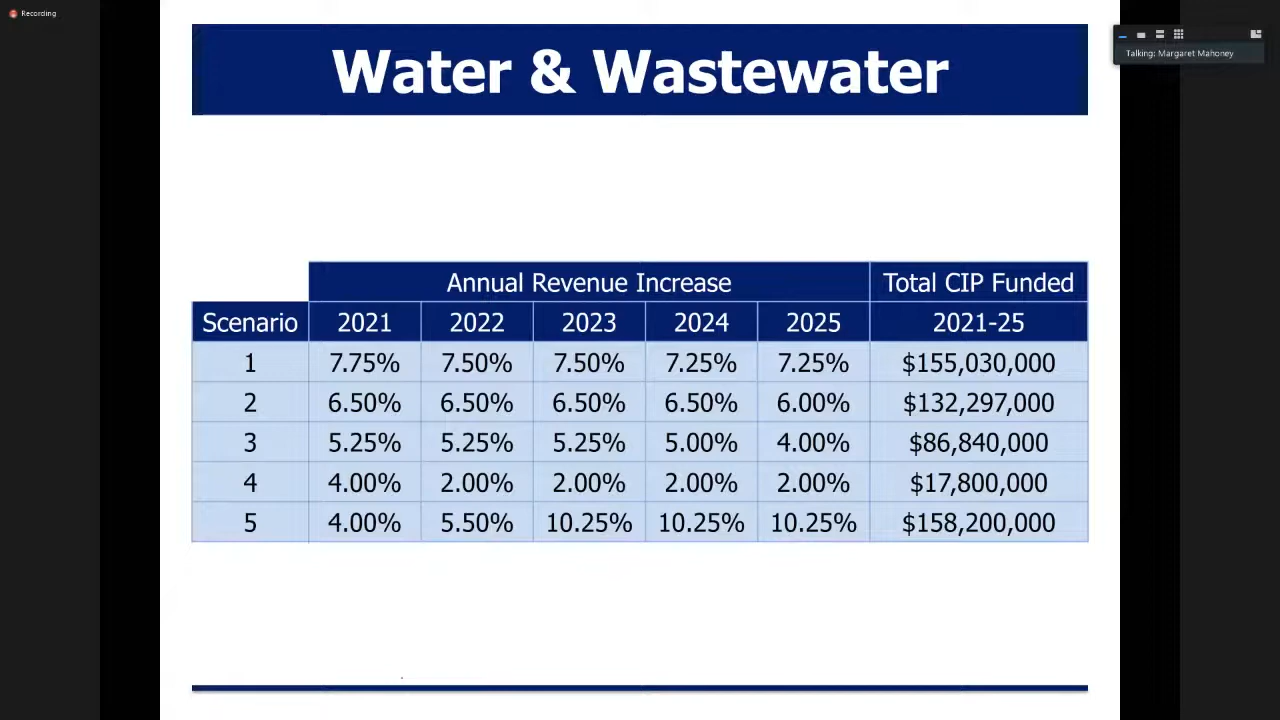 Recording
Talking: Margaret Mahoney
Water & Wastewater
Annual Revenue Increase Total CIP Funded
Scenario 2021 2022 2023 2024 2025 2021-25
1 7.75% 7.50% 7.50% 7.25% 7.25% $155,030,000
2 6.50% 6.50% 6.50% 6.50% 6.00% $132,297,000
3 5.25% 5.25% 5.25% 5.00% 4.00% $86,840,000
4 4.00% 2.00% 2.00% 2.00% 2.00% $17,800,000
5 4.00% 5.50% 10.25% 10.25% 10.25% $158,200,000